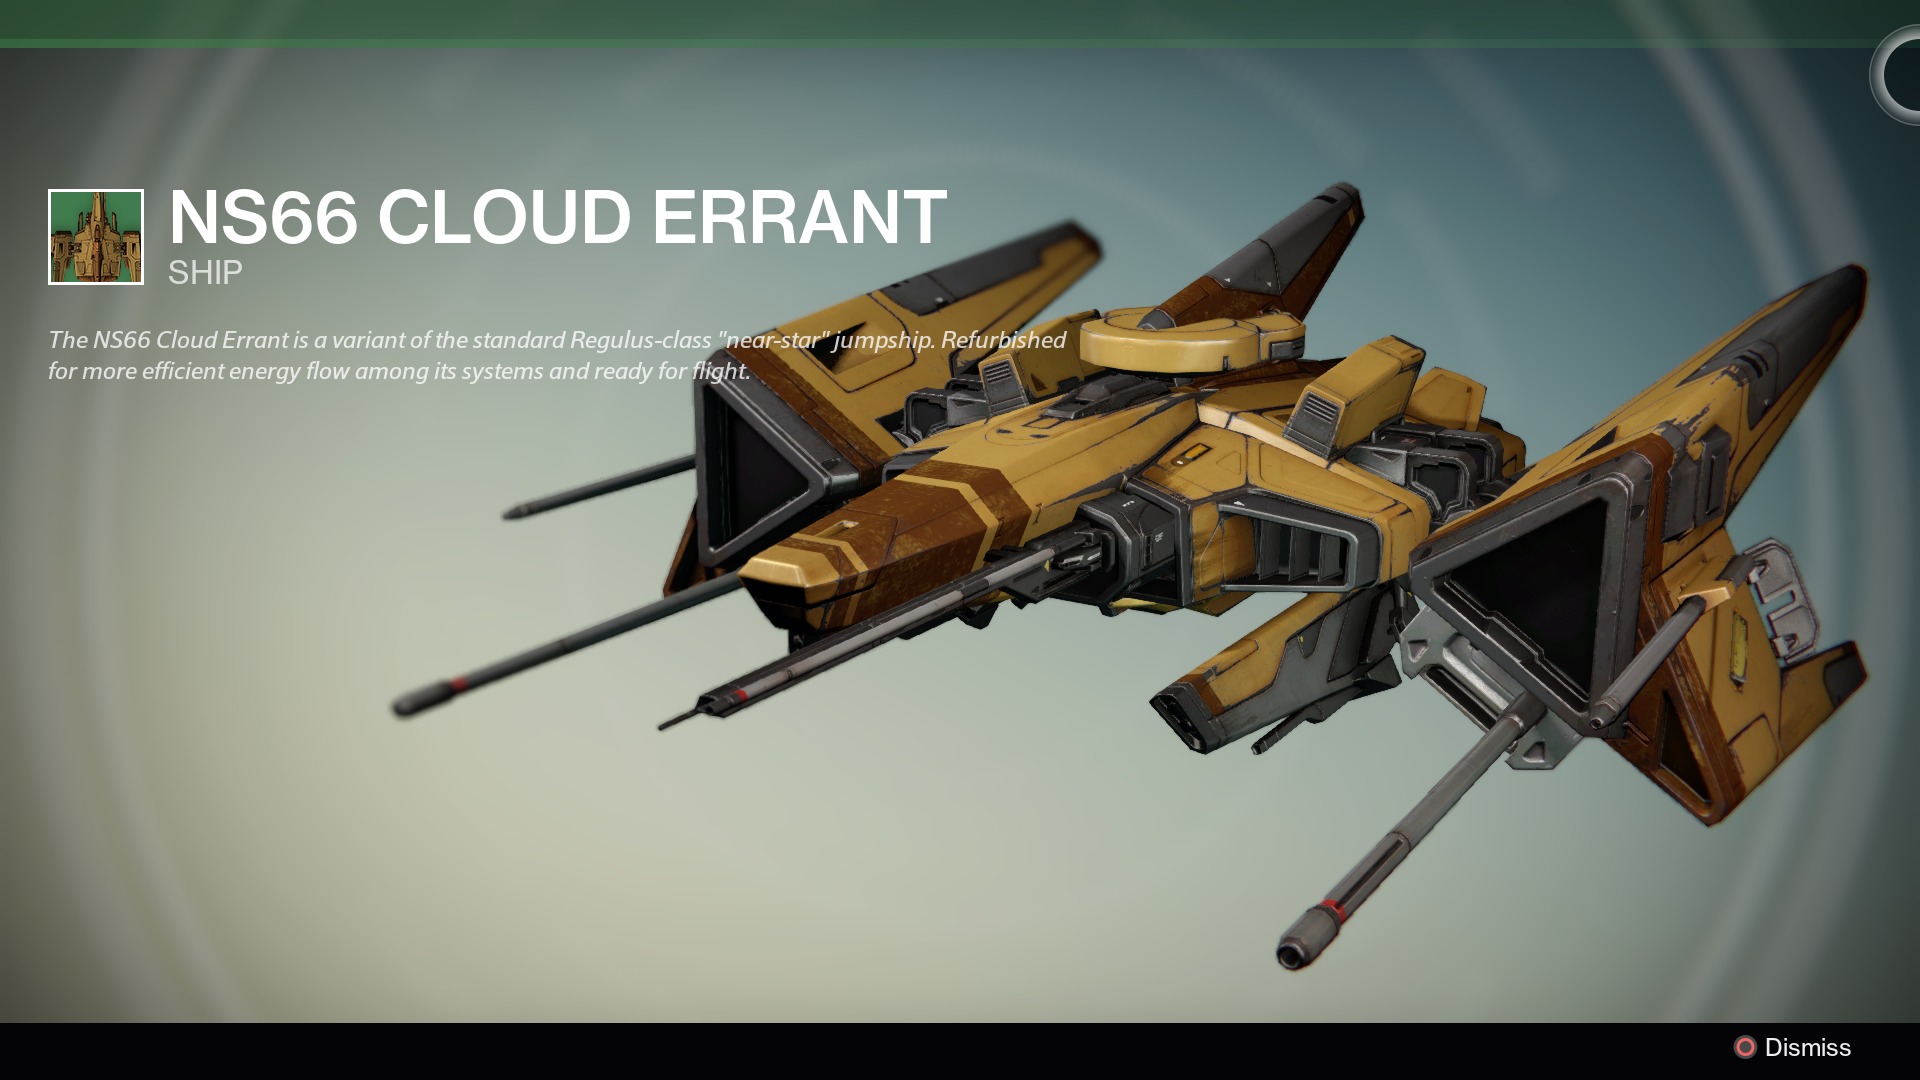 NS66 CLOUD ERRANT
SHIP
The NS66 Cloud Errant is a variant of the standard Regulus-class "near-star" jumpship. Refurbished
for more efficient energy flow among its systems and ready for flight.
Dismiss